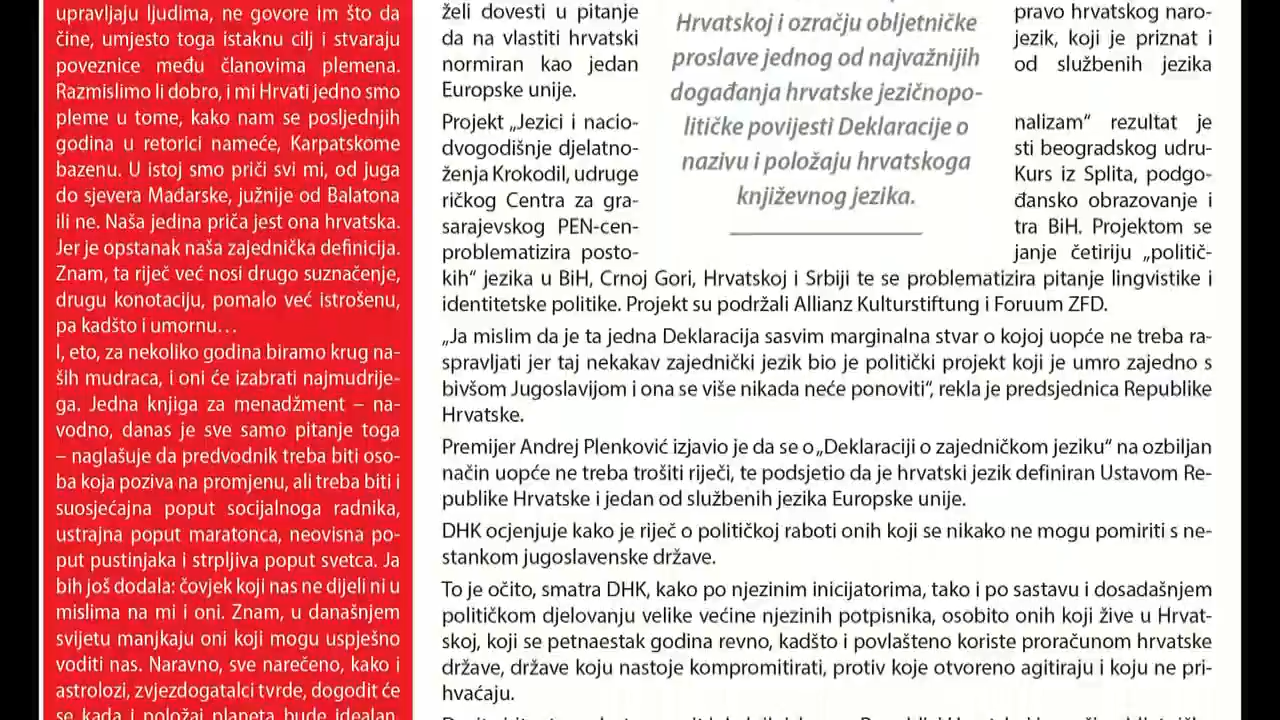 upravljaju ljudima, ne govore im što da
čine, umjesto toga istaknu cilj i stvaraju
poveznice među članovima plemena.
Razmislimo li dobro, i mi Hrvati jedno smo
pleme u tome, kako nam se posljednjih
godina u retorici nameće, Karpatskome
bazenu. U istoj smo priči svi mi, od juga
do sjevera Mađarske, južnije od Balatona
ili ne. Naša jedina priča jest ona hrvatska.
Jer je opstanak naša zajednička definicija.
Znam, ta riječ već nosi drugo suznačenje,
drugu konotaciju, pomalo već istrošenu,
pa kadšto i umornu…
I, eto, za nekoliko godina biramo krug na-
ših mudraca, i oni će izabrati najmudrije-
ga. Jedna knjiga za menadžment – na-
vodno, danas je sve samo pitanje toga
– naglašuje da predvodnik treba biti oso-
ba koja poziva na promjenu, ali treba biti i
suosjećajna poput socijalnoga radnika,
ustrajna poput maratonca, neovisna po-
put pustinjaka i strpljiva poput svetca. Ja
bih još dodala: čovjek koji nas ne dijeli ni u
mislima na mi i oni. Znam, u današnjem
svijetu manjkaju oni koji mogu uspješno
voditi nas. Naravno, sve narečeno, kako i
astrolozi, zvjezdogatalci tvrde, dogodit će
se kada i položaj planeta bude idealan.
želi dovesti u pitanje
da na vlastiti hrvatski
normiran kao jedan
Europske unije.
Projekt „Jezici i nacio-
dvogodišnje djelatno-
ženja Krokodil, udruge
ričkog Centra za gra-
sarajevskog PEN-cen-
problematizira posto-
Hrvatskoj i ozračju obljetničke
proslave jednog od najvažnijih
događanja hrvatske jezičnopo-
litičke povijesti Deklaracije o
nazivu i položaju hrvatskoga
književnog jezika.
pravo hrvatskog naro-
jezik, koji je priznat i
od službenih jezika
nalizam“ rezultat je
sti beogradskog udru-
Kurs iz Splita, podgo-
đansko obrazovanje i
tra BiH. Projektom se
janje četiriju „politič-
kih“ jezika u BiH, Crnoj Gori, Hrvatskoj i Srbiji te se problematizira pitanje lingvistike i
identitetske politike. Projekt su podržali Allianz Kulturstiftung i Foruum ZFD.
„Ja mislim da je ta jedna Deklaracija sasvim marginalna stvar o kojoj uopće ne treba ra-
spravljati jer taj nekakav zajednički jezik bio je politički projekt koji je umro zajedno s
bivšom Jugoslavijom i ona se više nikada neće ponoviti“, rekla je predsjednica Republike
Hrvatske.
Premijer Andrej Plenković izjavio je da se o „Deklaraciji o zajedničkom jeziku“ na ozbiljan
način uopće ne treba trošiti riječi, te podsjetio da je hrvatski jezik definiran Ustavom Re-
publike Hrvatske i jedan od službenih jezika Europske unije.
DHK ocjenjuje kako je riječ o političkoj raboti onih koji se nikako ne mogu pomiriti s ne-
stankom jugoslavenske države.
To je očito, smatra DHK, kako po njezinim inicijatorima, tako i po sastavu i dosadašnjem
političkom djelovanju velike većine njezinih potpisnika, osobito onih koji žive u Hrvat-
skoj, koji se petnaestak godina revno, kadšto i povlašteno koriste proračunom hrvatske
države, države koju nastoje kompromitirati, protiv koje otvoreno agitiraju i koju ne pri-
hvaćaju.